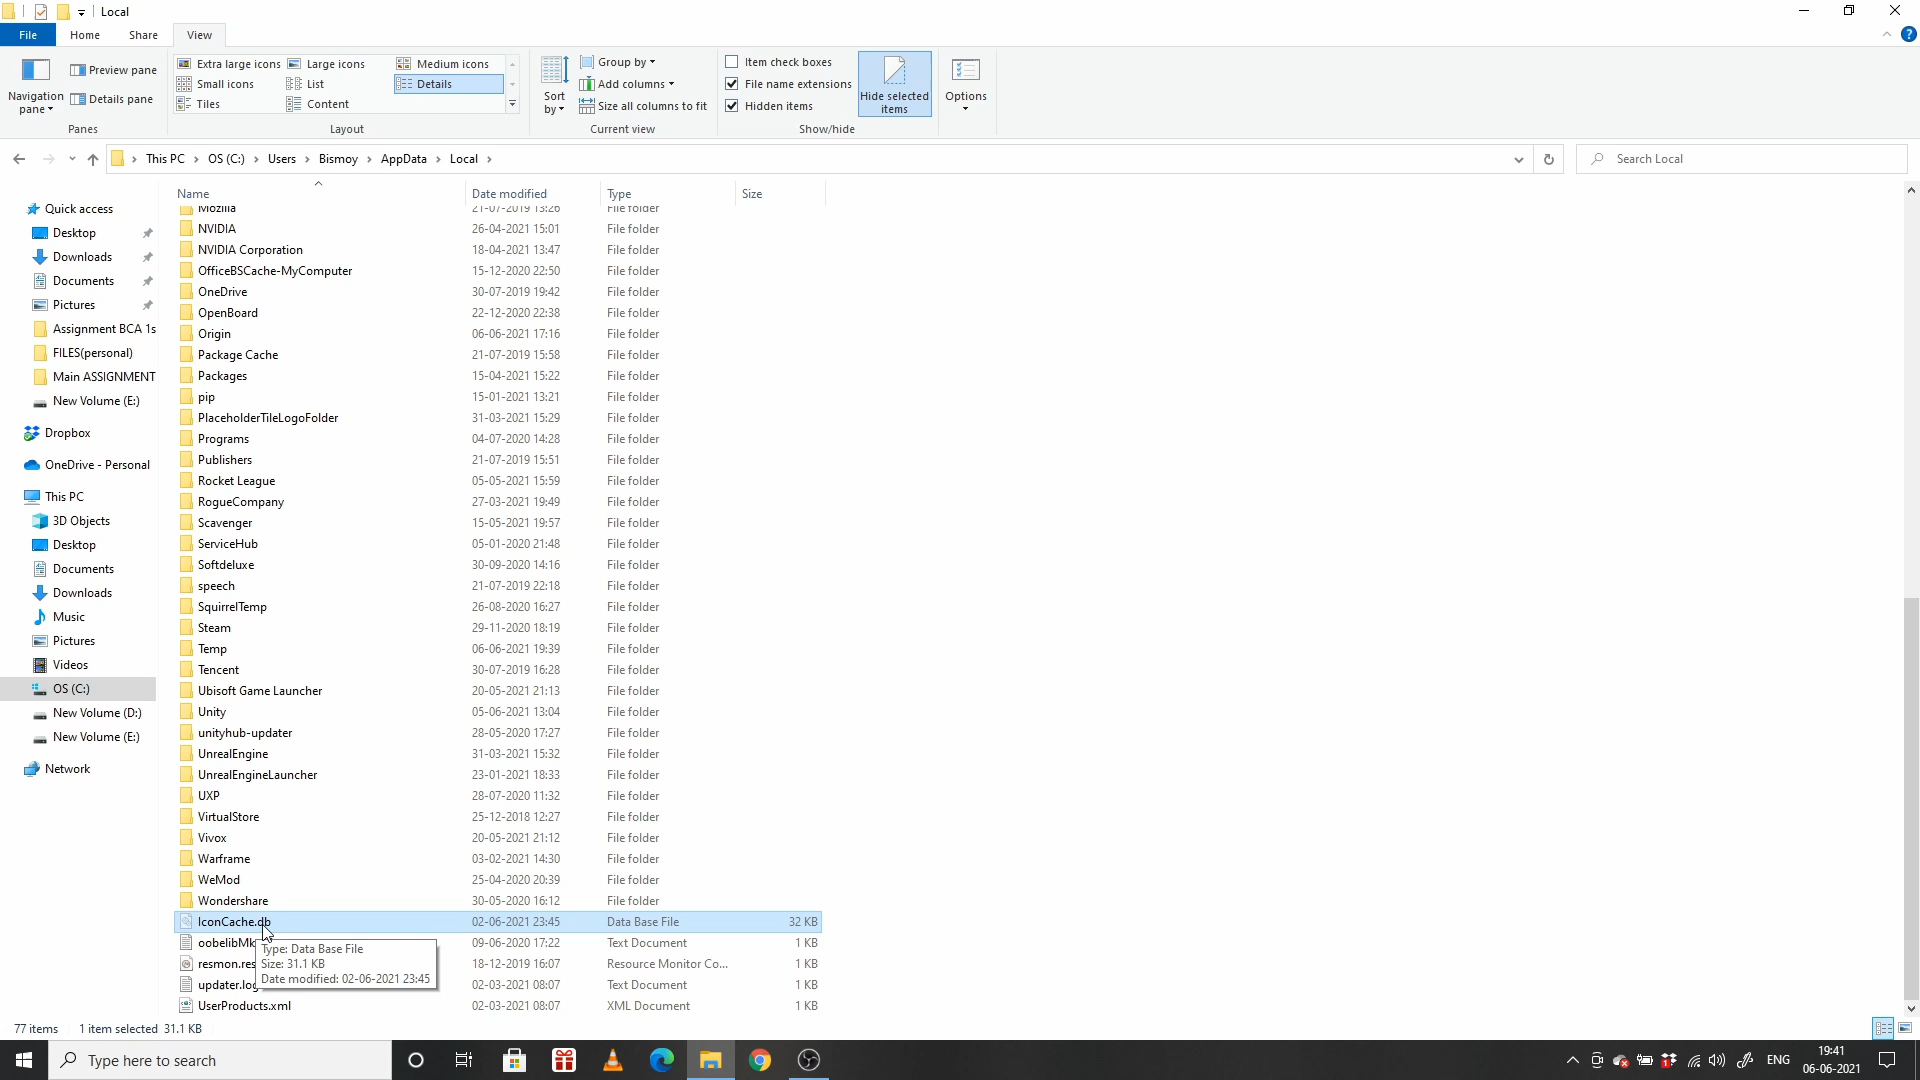 Local
File Home Share View
Navigation pane
Preview pane
Details pane
Panes
Extra large icons Large icons Medium icons
Small icons List Details
Tiles Content
Layout
Sort by
Group by
Add columns
Size all columns to fit
Current view
Item check boxes
File name extensions
Hidden items
Hide selected items
Show/hide
Options
This PC OS (C:) Users Bismoy AppData Local
Search Local
Quick access
Desktop
Downloads
Documents
Pictures
Assignment BCA 1s
FILES(personal)
Main ASSIGNMENT
New Volume (E:)
Dropbox
OneDrive - Personal
This PC
3D Objects
Desktop
Documents
Downloads
Music
Pictures
Videos
OS (C:)
New Volume (D:)
New Volume (E:)
Network
Name Date modified Type Size
Mozilla 21-07-2019 13:26 File folder
NVIDIA 26-04-2021 15:01 File folder
NVIDIA Corporation 18-04-2021 13:47 File folder
OfficeBSCache-MyComputer 15-12-2020 22:50 File folder
OneDrive 30-07-2019 19:42 File folder
OpenBoard 22-12-2020 22:38 File folder
Origin 06-06-2021 17:16 File folder
Package Cache 21-07-2019 15:58 File folder
Packages 15-04-2021 15:22 File folder
pip 15-01-2021 13:21 File folder
PlaceholderTileLogoFolder 31-03-2021 15:29 File folder
Programs 04-07-2020 14:28 File folder
Publishers 21-07-2019 15:51 File folder
Rocket League 05-05-2021 15:59 File folder
RogueCompany 27-03-2021 19:49 File folder
Scavenger 15-05-2021 19:57 File folder
ServiceHub 05-01-2020 21:48 File folder
Softdeluxe 30-09-2020 14:16 File folder
speech 21-07-2019 22:18 File folder
SquirrelTemp 26-08-2020 16:27 File folder
Steam 29-11-2020 18:19 File folder
Temp 06-06-2021 19:39 File folder
Tencent 30-07-2019 16:28 File folder
Ubisoft Game Launcher 20-05-2021 21:13 File folder
Unity 05-06-2021 13:04 File folder
unityhub-updater 28-05-2020 17:27 File folder
UnrealEngine 31-03-2021 15:32 File folder
UnrealEngineLauncher 23-01-2021 18:33 File folder
UXP 28-07-2020 11:32 File folder
VirtualStore 25-12-2018 12:27 File folder
Vivox 20-05-2021 21:12 File folder
Warframe 03-02-2021 14:30 File folder
WeMod 25-04-2020 20:39 File folder
Wondershare 30-05-2020 16:12 File folder
IconCache.db 02-06-2021 23:45 Data Base File 32 KB
oobelibMk 09-06-2020 17:22 Text Document 1 KB
resmon.res 18-12-2019 16:07 Resource Monitor Co... 1 KB
updater.log 02-03-2021 08:07 Text Document 1 KB
UserProducts.xml 02-03-2021 08:07 XML Document 1 KB
Type: Data Base File
Size: 31.1 KB
Date modified: 02-06-2021 23:45
77 items 1 item selected 31.1 KB
Type here to search
ENG
19:41
06-06-2021